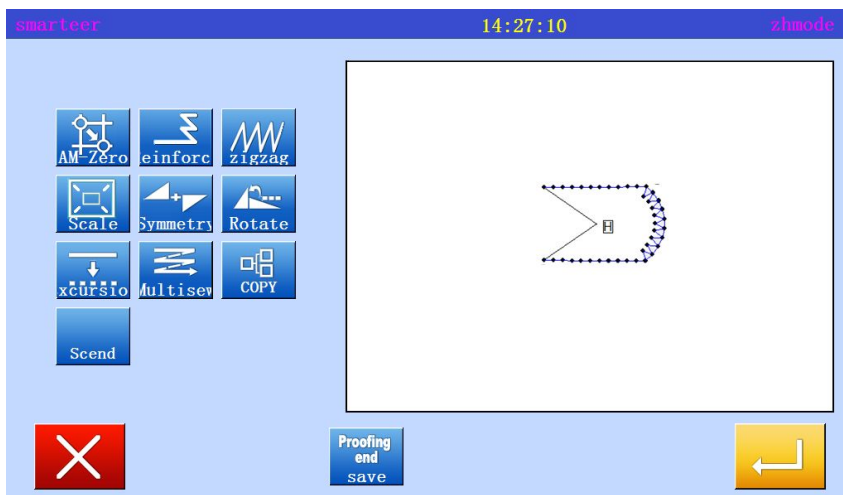 smarteer 14:27:10 zhmode
AM-Zero einforc zigzag
Scale Symmetry Rotate
xcursio Multisew COPY
Scend
H
Proofing
end
save